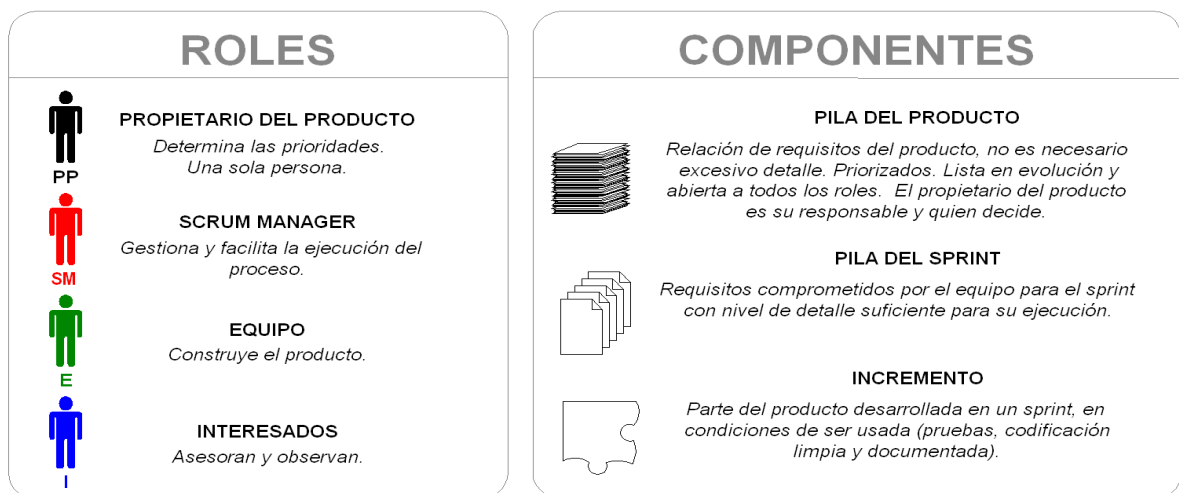 ROLES
PROPIETARIO DEL PRODUCTO
Determina las prioridades.
Una sola persona.
PP
SCRUM MANAGER
Gestiona y facilita la ejecución del
proceso.
SM
EQUIPO
Construye el producto.
E
INTERESADOS
Asesoran y observan.
I
COMPONENTES
PILA DEL PRODUCTO
Relación de requisitos del producto, no es necesario
excesivo detalle. Priorizados. Lista en evolución y
abierta a todos los roles. El propietario del producto
es su responsable y quien decide.
PILA DEL SPRINT
Requisitos comprometidos por el equipo para el sprint
con nivel de detalle suficiente para su ejecución.
INCREMENTO
Parte del producto desarrollada en un sprint, en
condiciones de ser usada (pruebas, codificación
limpia y documentada).